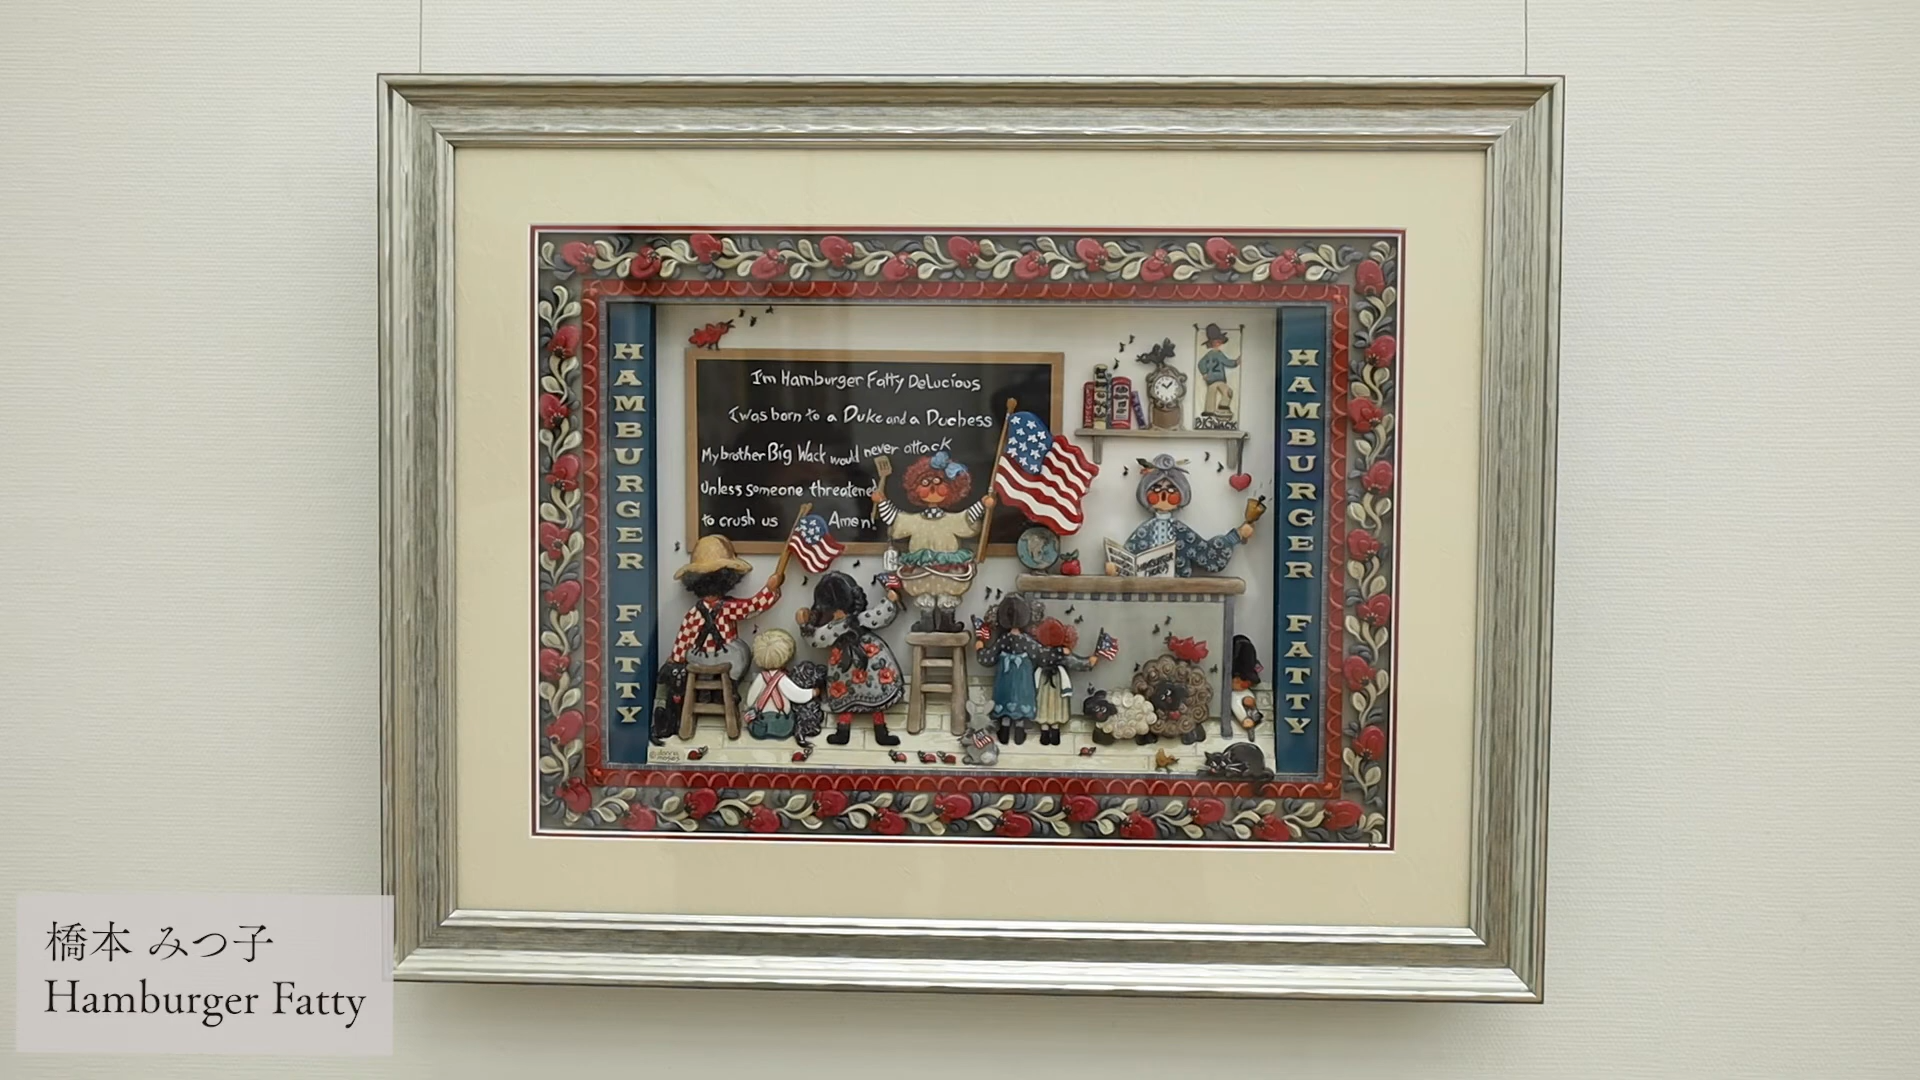 HAMBURGER FATTY
I'm Hamburger Fatty Delucious
I was born to a Duke and a Duchess
My brother Big Wack would never attack
Unless someone threatened
to crush us Amen!
BIG WACK
HAMBURGER FATTY
橋本 みつ子
Hamburger Fatty